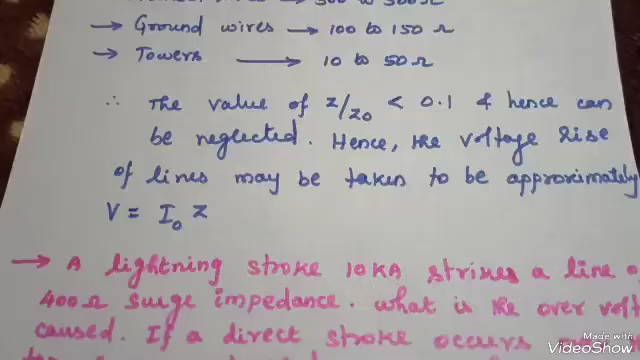 → Ground wires → 100 to 150 Ω
→ Towers → 10 to 50 Ω
∴ The value of Z/Z0 < 0.1 & hence can
be neglected. Hence, the voltage rise
of lines may be taken to be approximately
V = I0 Z
→ A lightning stroke 10KA strikes a line o
400Ω surge impedance. What is the over volt
caused. If a direct stroke occurs
Made with
VideoShow